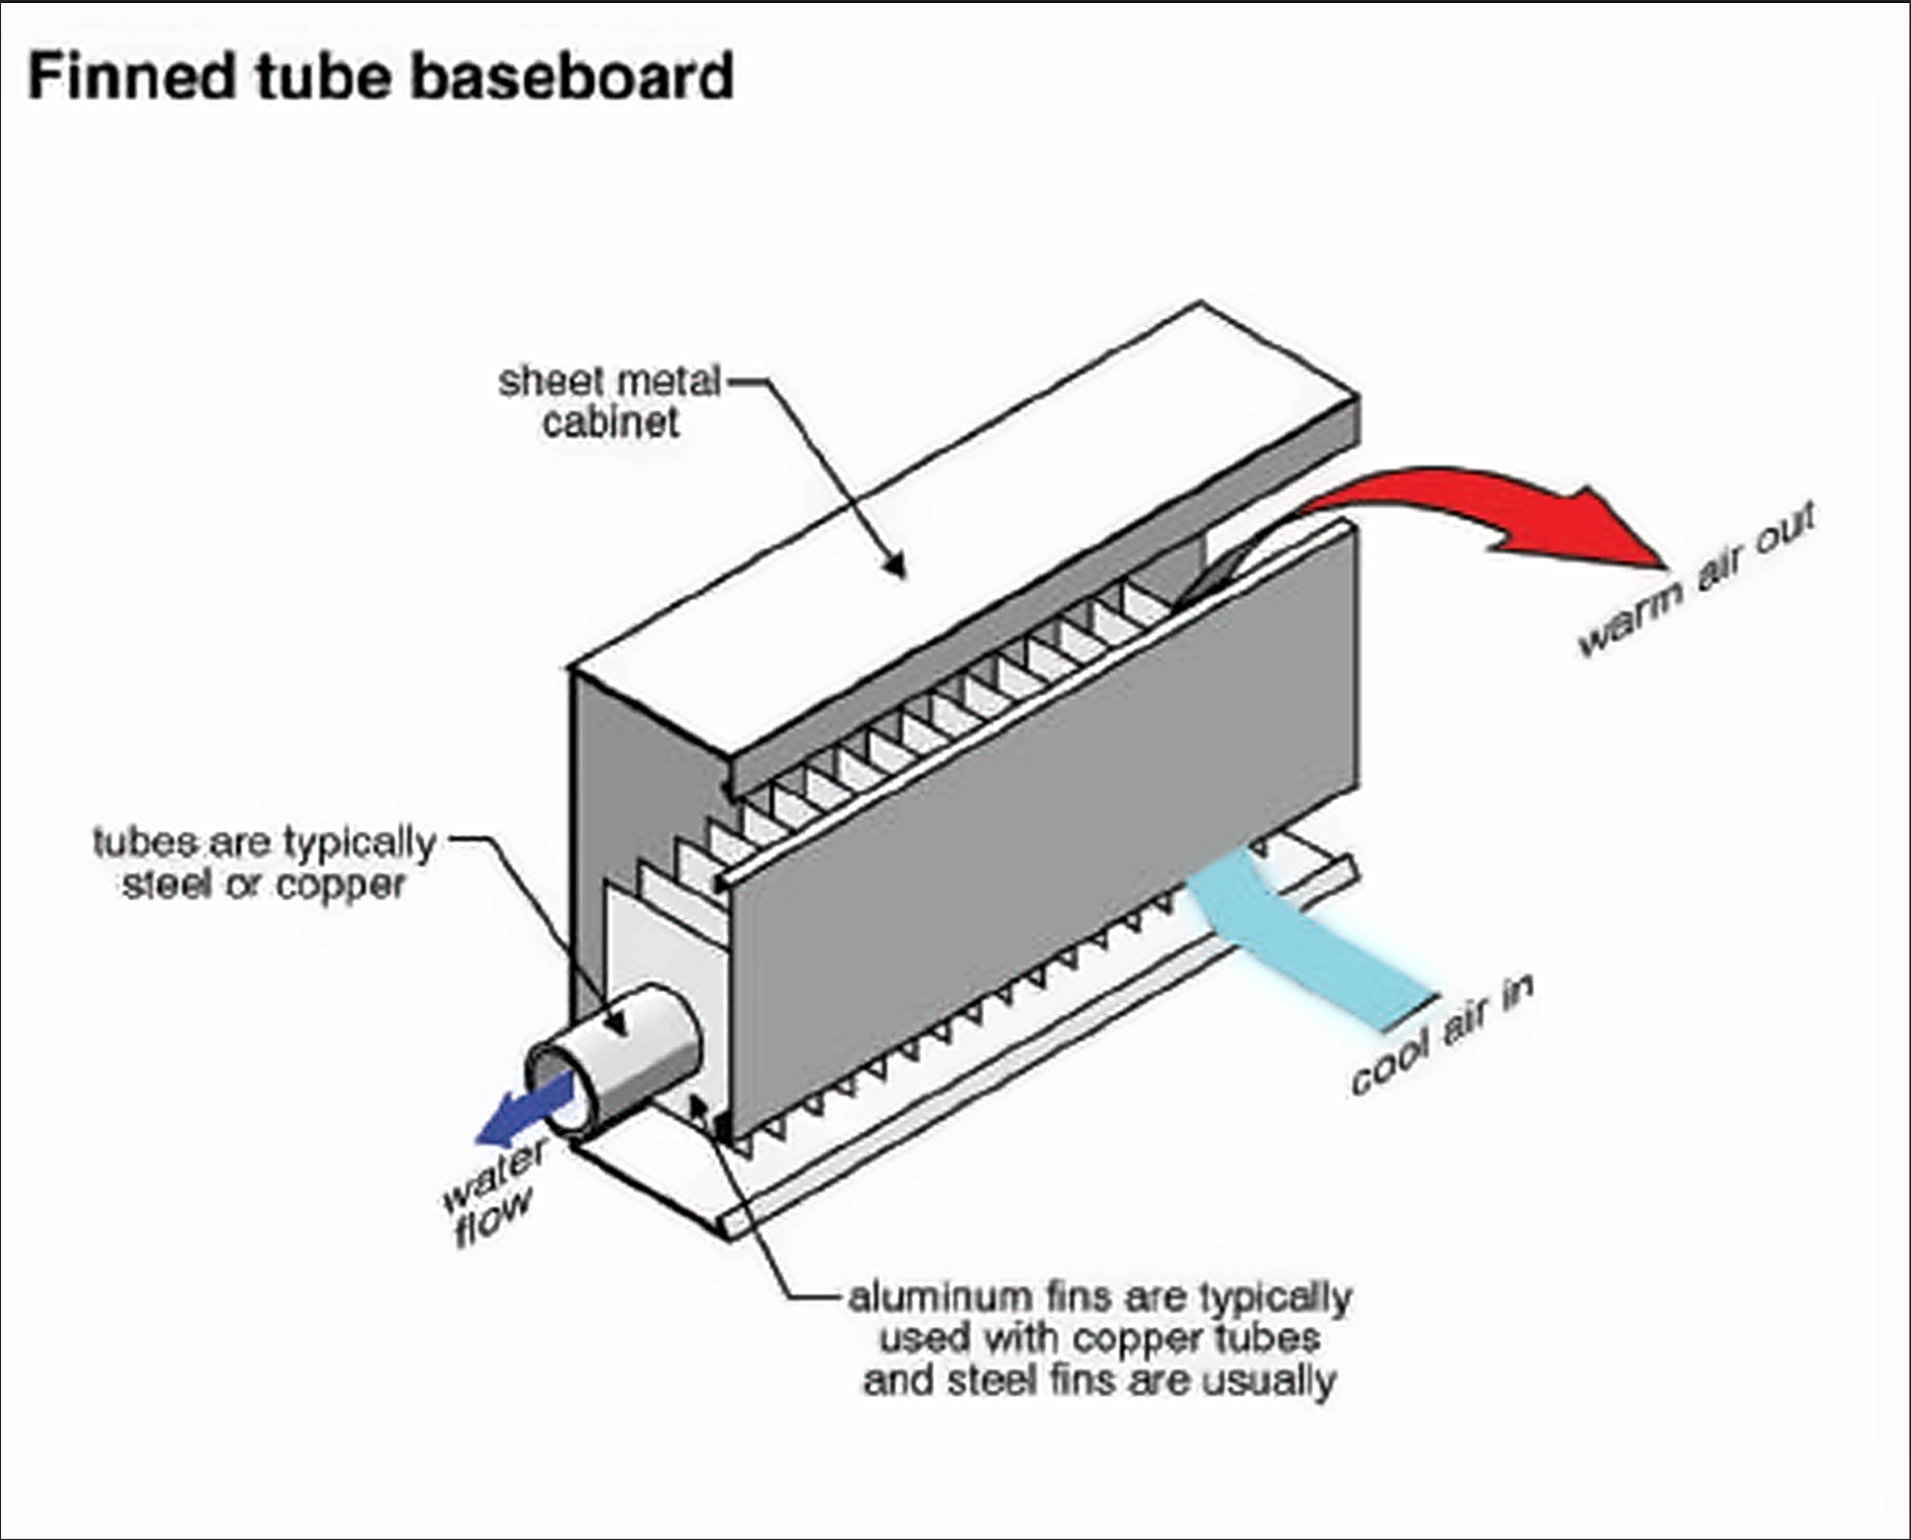 Finned tube baseboard
sheet metal
cabinet
warm air out
tubes are typically
steel or copper
cool air in
water
flow
aluminum fins are typically
used with copper tubes
and steel fins are usually